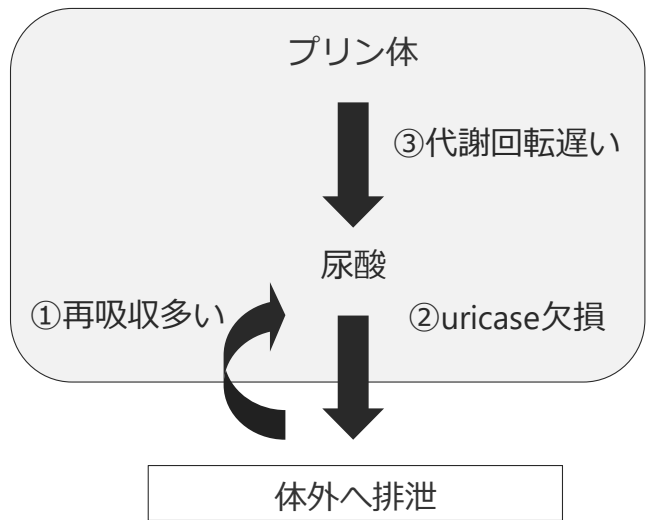 プリン体
③代謝回転遅い
尿酸
①再吸収多い
②uricase欠損
体外へ排泄